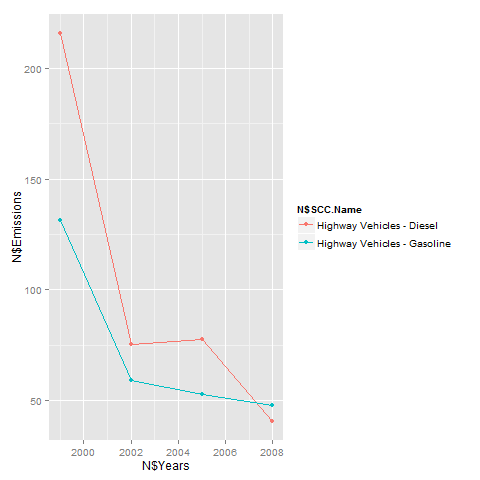 200
150
100
50
N$Emissions
2000 2002 2004 2006 2008
N$Years
N$SCC.Name
Highway Vehicles - Diesel
Highway Vehicles - Gasoline